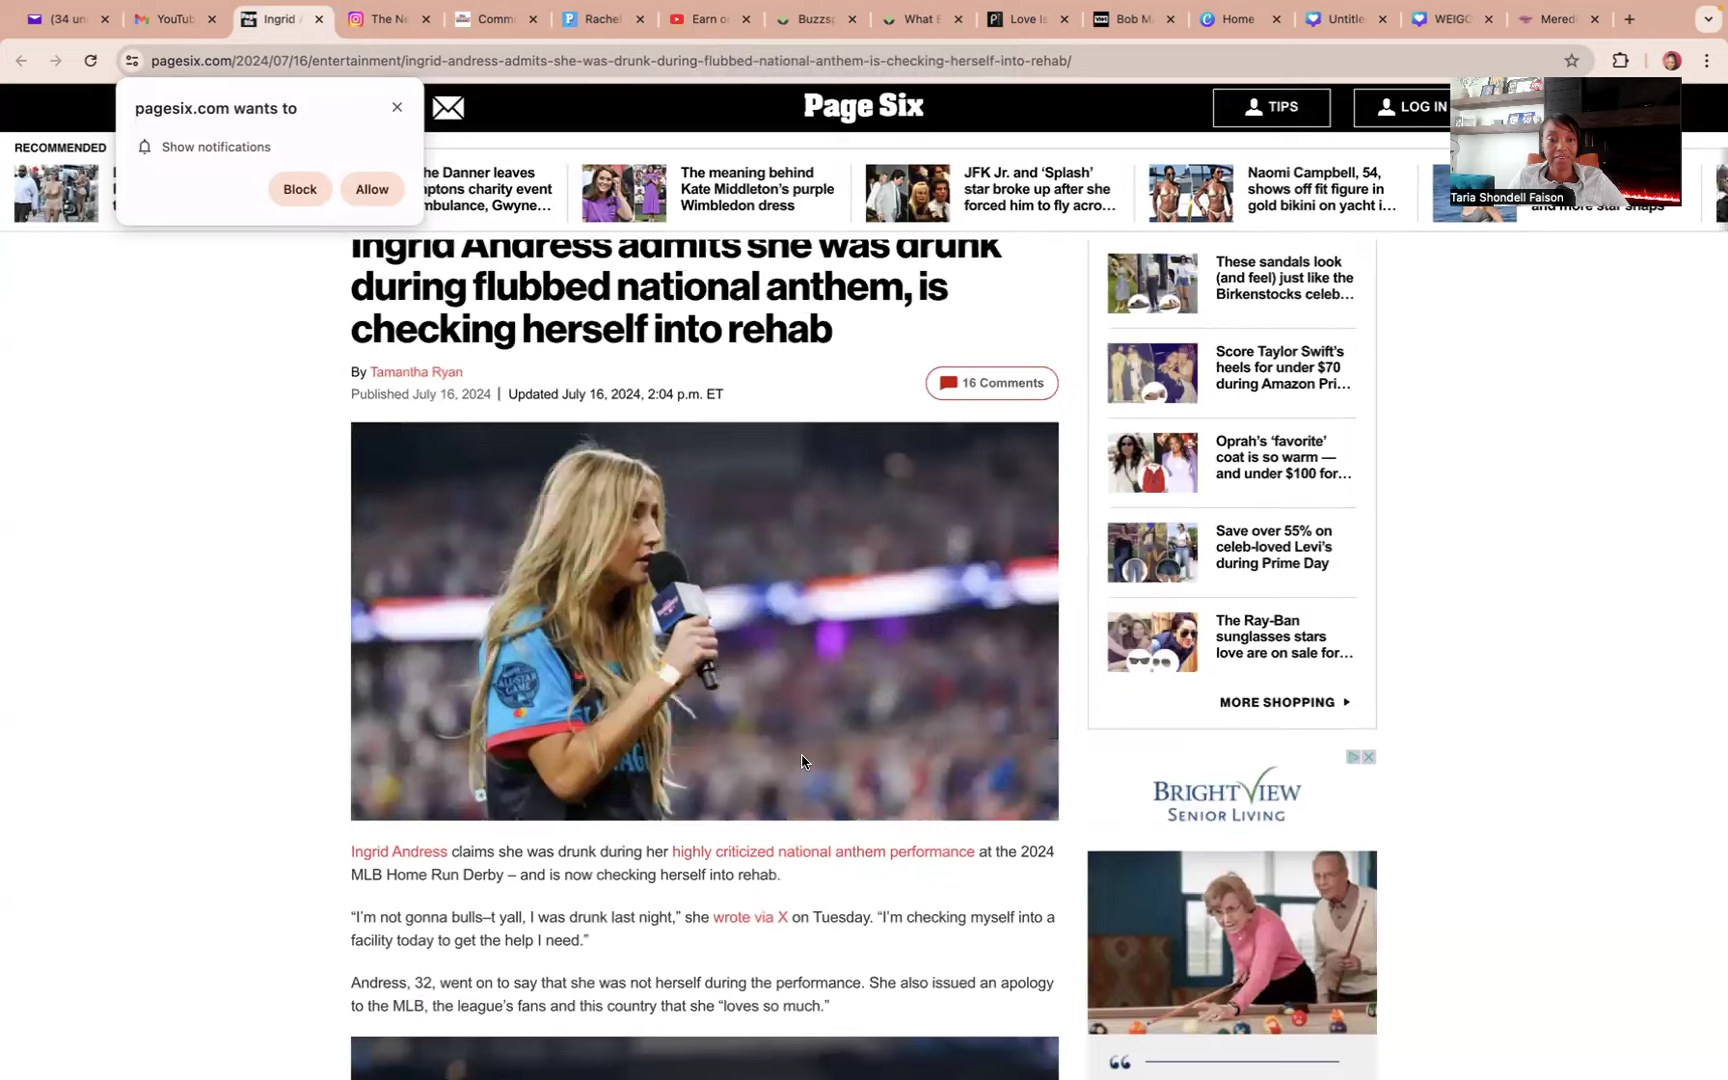 (34 un
YouTub
Ingrid A
The Ne
Comm
Rachel
Earn o
Buzzsp
What E
Love Is
Bob M
Home
Untitle
WEIGO
Meredi
pagesix.com/2024/07/16/entertainment/ingrid-andress-admits-she-was-drunk-during-flubbed-national-anthem-is-checking-herself-into-rehab/
pagesix.com wants to
Show notifications
Block
Allow
Page Six
TIPS
LOG IN
RECOMMENDED
he Danner leaves
mptons charity event
mbulance, Gwyne...
The meaning behind
Kate Middleton's purple
Wimbledon dress
JFK Jr. and 'Splash'
star broke up after she
forced him to fly acro...
Naomi Campbell, 54,
shows off fit figure in
gold bikini on yacht i...
and more star snaps
Taria Shondell Faison
Ingrid Andress admits she was drunk
during flubbed national anthem, is
checking herself into rehab
By Tamantha Ryan
Published July 16, 2024 | Updated July 16, 2024, 2:04 p.m. ET
16 Comments
ALL-STAR
GAME
Ingrid Andress claims she was drunk during her highly criticized national anthem performance at the 2024
MLB Home Run Derby – and is now checking herself into rehab.
“I’m not gonna bulls–t yall, I was drunk last night,” she wrote via X on Tuesday. “I’m checking myself into a
facility today to get the help I need.”
Andress, 32, went on to say that she was not herself during the performance. She also issued an apology
to the MLB, the league’s fans and this country that she “loves so much.”
These sandals look
(and feel) just like the
Birkenstocks celeb...
Score Taylor Swift's
heels for under $70
during Amazon Pri...
Oprah's ‘favorite’
coat is so warm —
and under $100 for...
Save over 55% on
celeb-loved Levi's
during Prime Day
The Ray-Ban
sunglasses stars
love are on sale for...
MORE SHOPPING
BRIGHTVIEW
SENIOR LIVING
“